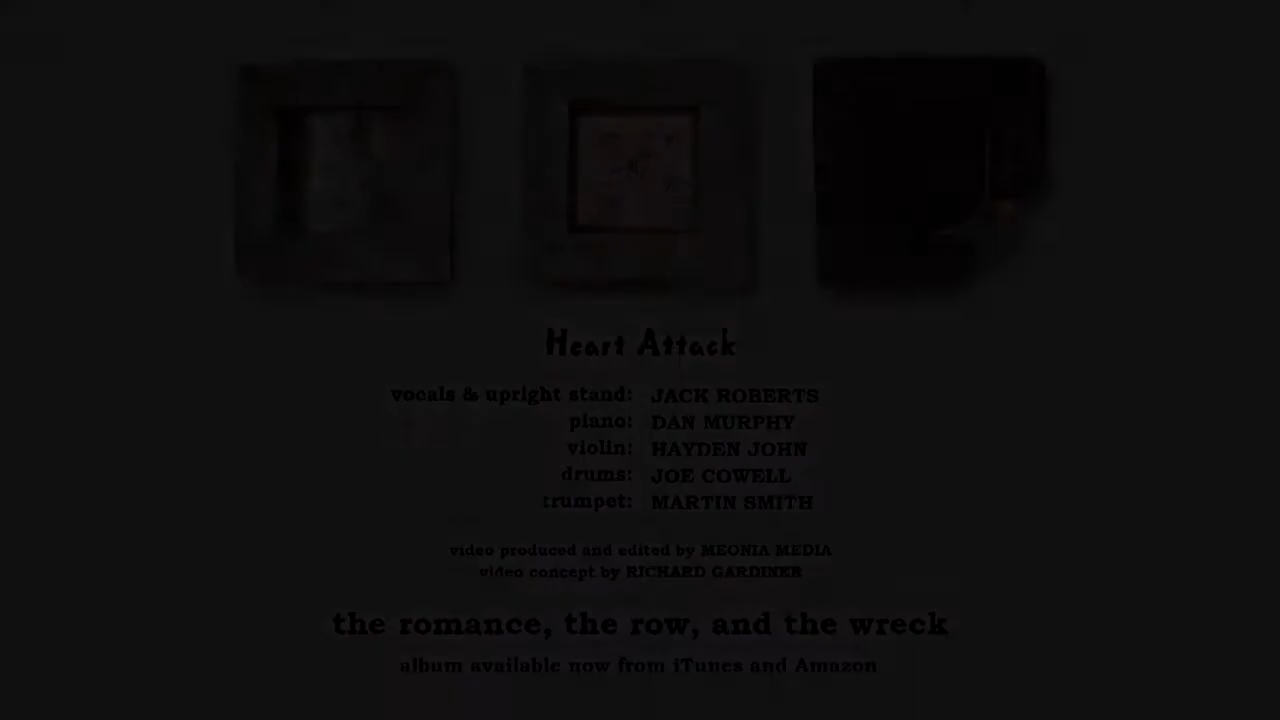 Heart Attack
vocals & upright stand: JACK ROBERTS
piano: DAN MURPHY
violin: HAYDEN JOHN
drums: JOE COWELL
trumpet: MARTIN SMITH
video produced and edited by MEONIA MEDIA
video concept by RICHARD GARDINER
the romance, the row, and the wreck
album available now from iTunes and Amazon